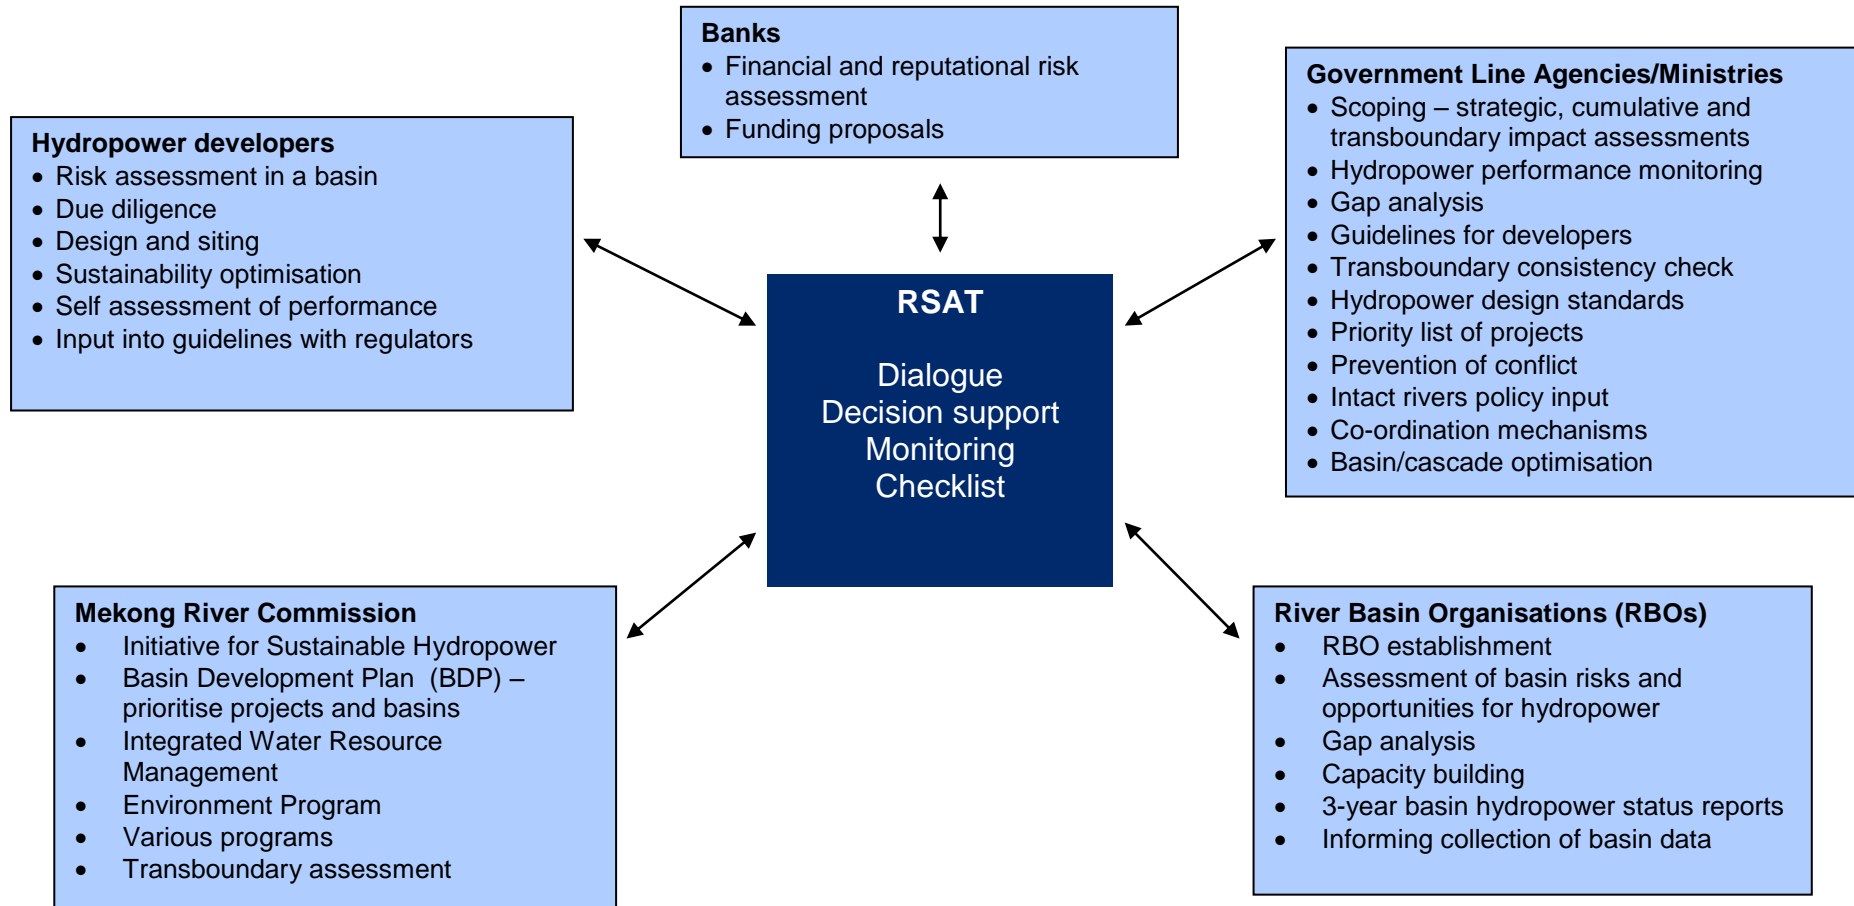 Banks
• Financial and reputational risk
assessment
• Funding proposals
Hydropower developers
• Risk assessment in a basin
• Due diligence
• Design and siting
• Sustainability optimisation
• Self assessment of performance
• Input into guidelines with regulators
Government Line Agencies/Ministries
• Scoping – strategic, cumulative and
transboundary impact assessments
• Hydropower performance monitoring
• Gap analysis
• Guidelines for developers
• Transboundary consistency check
• Hydropower design standards
• Priority list of projects
• Prevention of conflict
• Intact rivers policy input
• Co-ordination mechanisms
• Basin/cascade optimisation
RSAT
Dialogue
Decision support
Monitoring
Checklist
Mekong River Commission
• Initiative for Sustainable Hydropower
• Basin Development Plan (BDP) –
prioritise projects and basins
• Integrated Water Resource
Management
• Environment Program
• Various programs
• Transboundary assessment
River Basin Organisations (RBOs)
• RBO establishment
• Assessment of basin risks and
opportunities for hydropower
• Gap analysis
• Capacity building
• 3-year basin hydropower status reports
• Informing collection of basin data